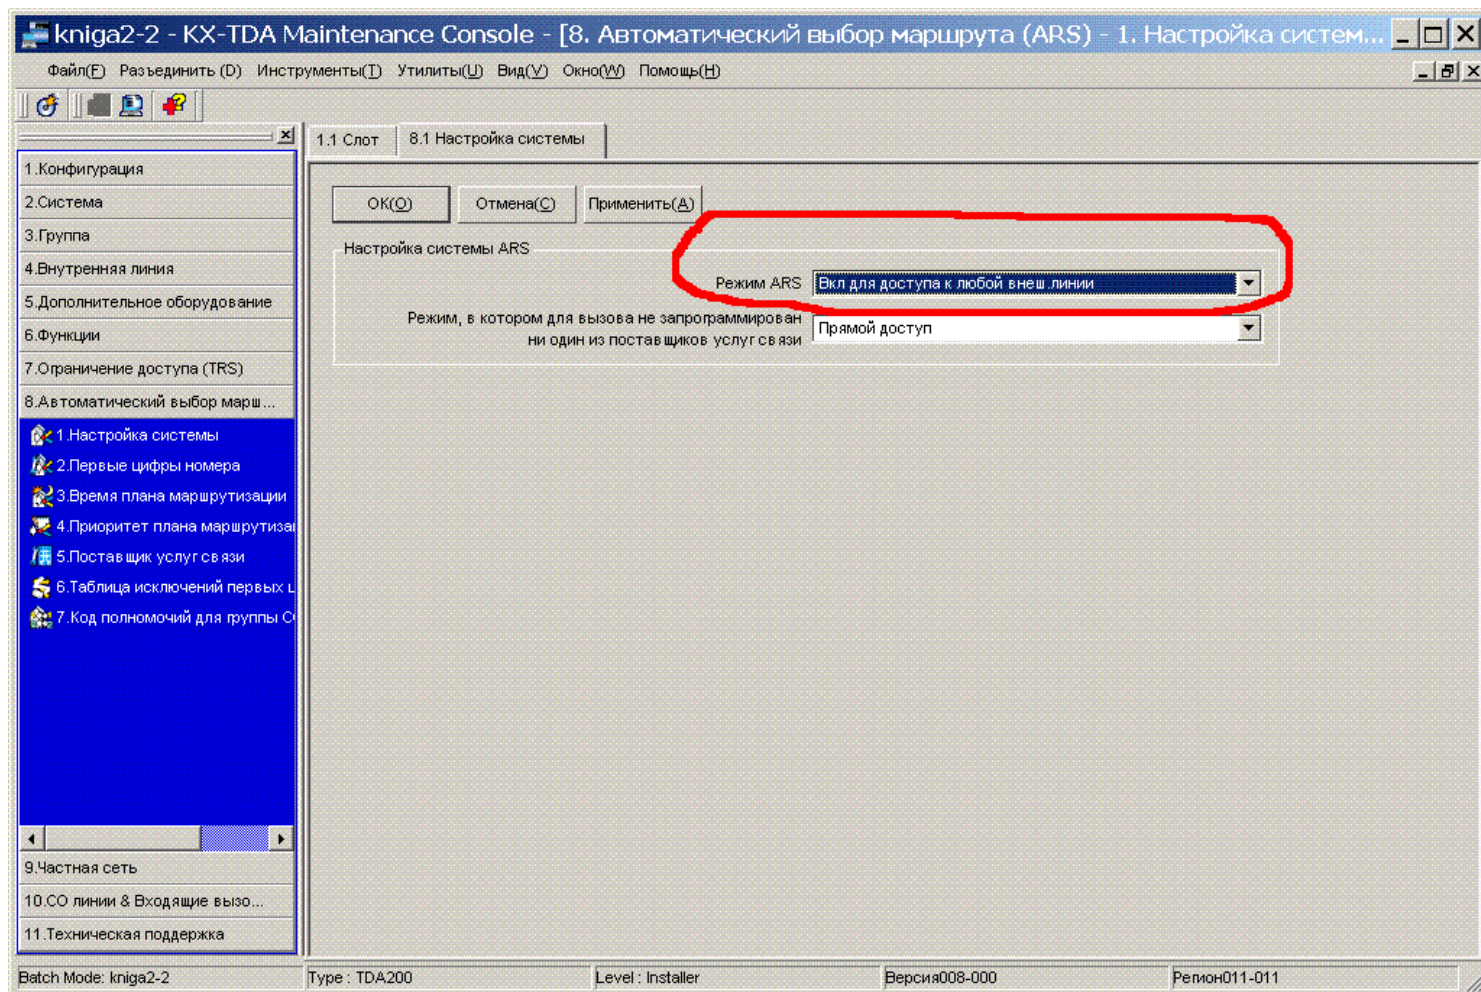 kniga2-2 - KX-TDA Maintenance Console - [8. Автоматический выбор маршрута (ARS) - 1. Настройка систем...
Файл(F) Разъединить (D) Инструменты(T) Утилиты(U) Вид(V) Окно(W) Помощь(H)
1.1 Слот 8.1 Настройка системы
1.Конфигурация
2.Система
3.Группа
4.Внутренняя линия
5.Дополнительное оборудование
6.Функции
7.Ограничение доступа (TRS)
8.Автоматический выбор марш...
1.Настройка системы
2.Первые цифры номера
3.Время плана маршрутизации
4.Приоритет плана маршрутиза
5.Поставщик услуг связи
6.Таблица исключений первых ц
7.Код полномочий для группы C
9.Частная сеть
10.CO линии & Входящие вызо...
11.Техническая поддержка
OK(O) Отмена(C) Применить(A)
Настройка системы ARS
Режим ARS Вкл для доступа к любой внеш.линии
Режим, в котором для вызова не запрограммирован
ни один из поставщиков услуг связи Прямой доступ
Batch Mode: kniga2-2 Type : TDA200 Level : Installer Версия008-000 Регион011-011